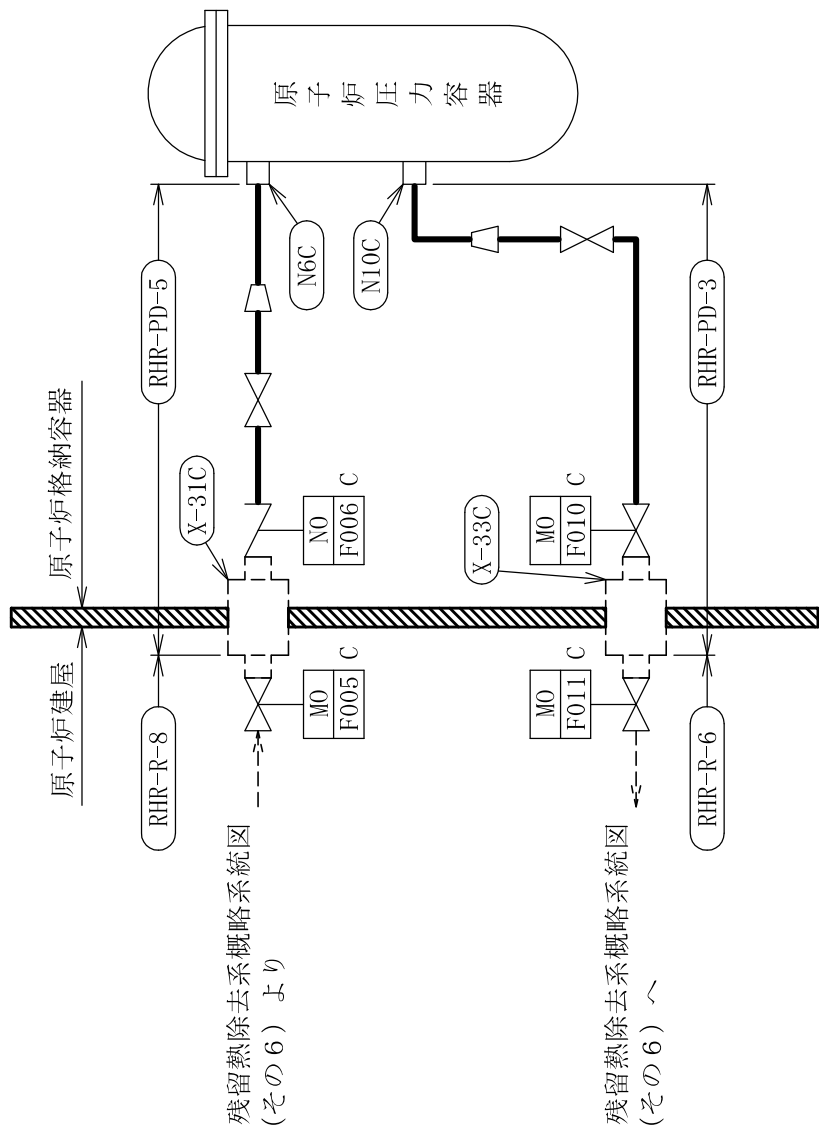 残留熱除去系概略系統図
(その６) より
RHR-R-8
原子炉建屋
原子炉格納容器
RHR-PD-5
X-31C
MO
F005
C
NO
F006
C
N6C
原子炉圧力容器
N10C
残留熱除去系概略系統図
(その６) へ
MO
F011
C
X-33C
MO
F010
C
RHR-R-6
RHR-PD-3